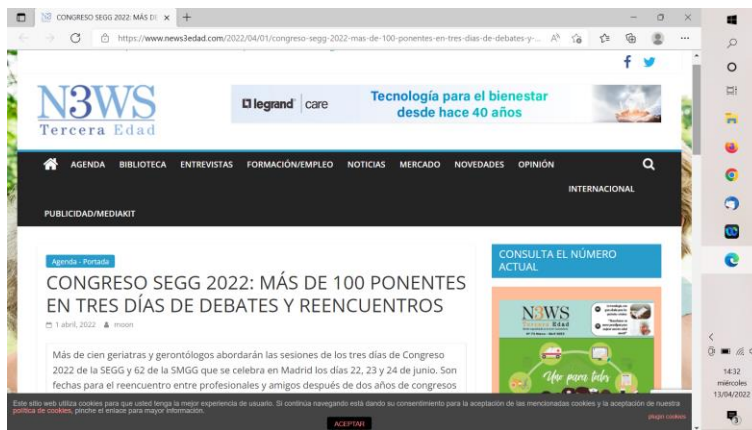 CONGRESO SEGG 2022: MÁS DE
https://www.news3edad.com/2022/04/01/congreso-segg-2022-mas-de-100-ponentes-en-tres-dias-de-debates-y-...
N3WS
Tercera Edad
legrand care
Tecnología para el bienestar
desde hace 40 años
AGENDA BIBLIOTECA ENTREVISTAS FORMACIÓN/EMPLEO NOTICIAS MERCADO NOVEDADES OPINIÓN
INTERNACIONAL
PUBLICIDAD/MEDIAKIT
Agenda - Portada
CONGRESO SEGG 2022: MÁS DE 100 PONENTES
EN TRES DÍAS DE DEBATES Y REENCUENTROS
1 abril, 2022 moon
Más de cien geriatras y gerontólogos abordarán las sesiones de los tres días de Congreso
2022 de la SEGG y 62 de la SMGG que se celebra en Madrid los días 22, 23 y 24 de junio. Son
fechas para el reencuentro entre profesionales y amigos después de dos años de congresos
CONSULTA EL NÚMERO
ACTUAL
N3WS
Tercera Edad
Une para todos
Este sitio web utiliza cookies para que usted tenga la mejor experiencia de usuario. Si continúa navegando está dando su consentimiento para la aceptación de las mencionadas cookies y la aceptación de nuestra
política de cookies, pinche el enlace para mayor información.
plugin cookies
ACEPTAR
14:32
miércoles
13/04/2022